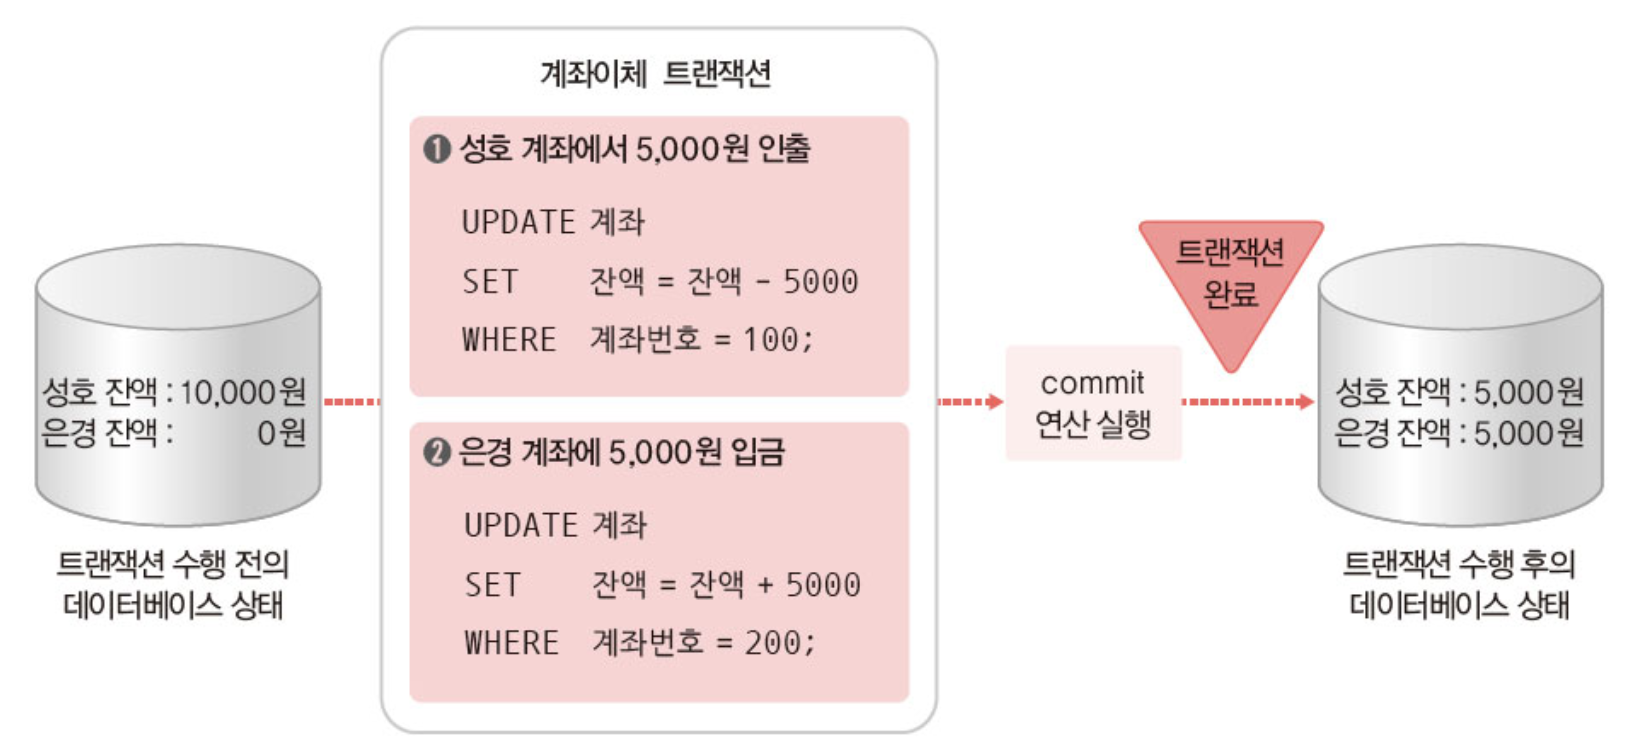 계좌이체 트랜잭션
❶ 성호 계좌에서 5,000원 인출
UPDATE 계좌
SET 잔액 = 잔액 - 5000
WHERE 계좌번호 = 100;
❷ 은경 계좌에 5,000원 입금
UPDATE 계좌
SET 잔액 = 잔액 + 5000
WHERE 계좌번호 = 200;
성호 잔액 : 10,000원
은경 잔액 : 0원
트랜잭션 수행 전의
데이터베이스 상태
commit
연산 실행
트랜잭션
완료
성호 잔액 : 5,000원
은경 잔액 : 5,000원
트랜잭션 수행 후의
데이터베이스 상태